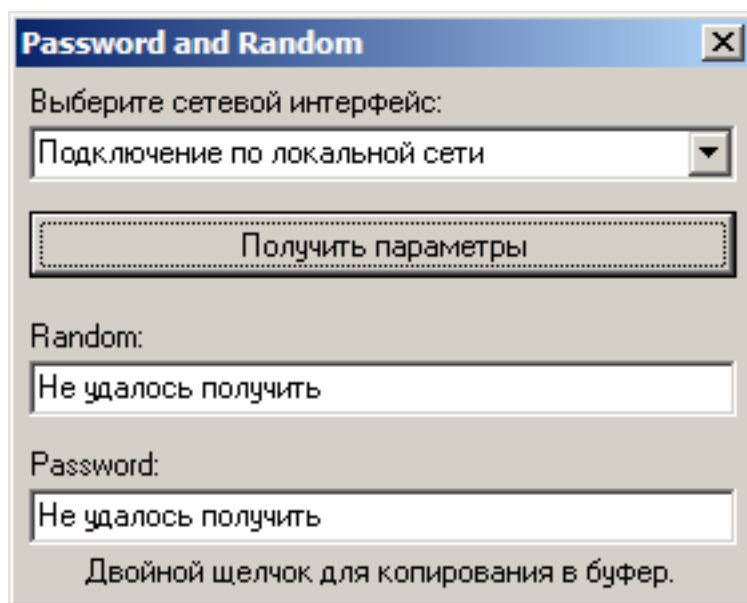 Password and Random
Выберите сетевой интерфейс:
Подключение по локальной сети
Получить параметры
Random:
Не удалось получить
Password:
Не удалось получить
Двойной щелчок для копирования в буфер.